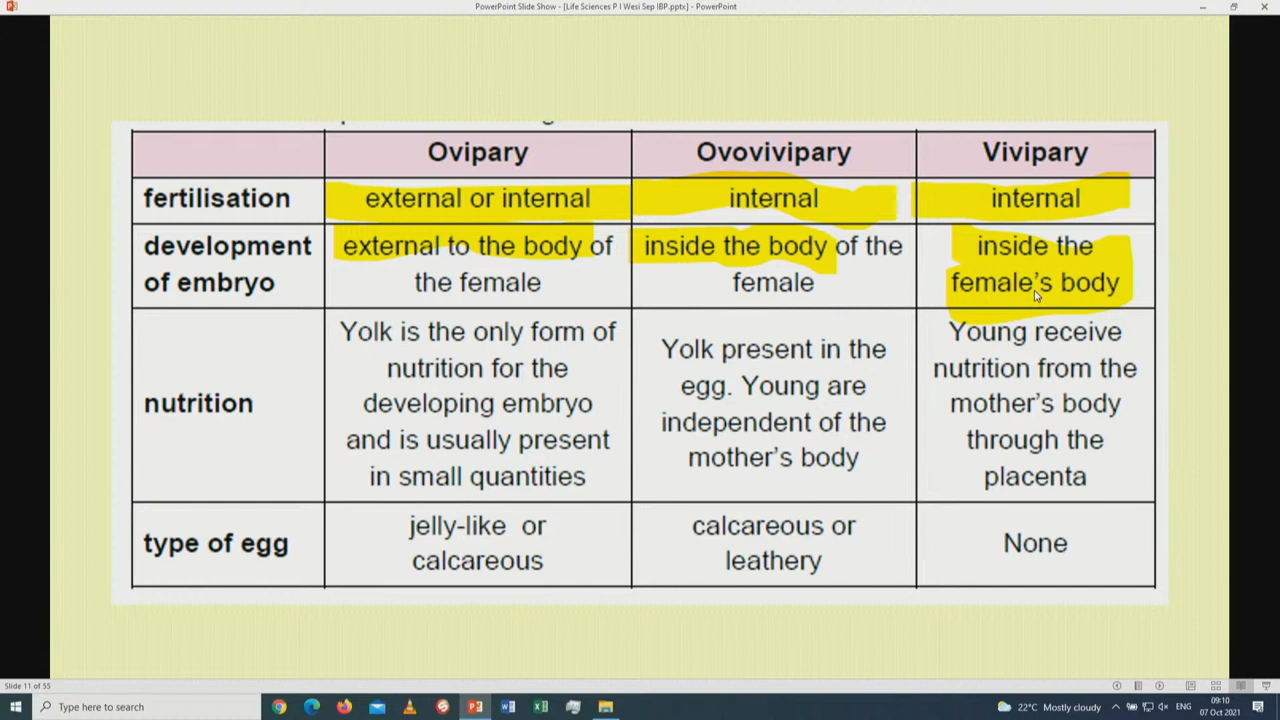 PowerPoint Slide Show - [Life Sciences P I Wesi Sep IBP.pptx] - PowerPoint
Ovipary Ovovivipary Vivipary
fertilisation external or internal internal internal
development of embryo
external to the body of the female
inside the body of the female
inside the female's body
nutrition
Yolk is the only form of
nutrition for the
developing embryo
and is usually present
in small quantities
Yolk present in the
egg. Young are
independent of the
mother's body
Young receive
nutrition from the
mother's body
through the
placenta
type of egg
jelly-like or
calcareous
calcareous or
leathery
None
Slide 11 of 55
Type here to search
22°C Mostly cloudy
ENG
09:10
07 Oct 2021